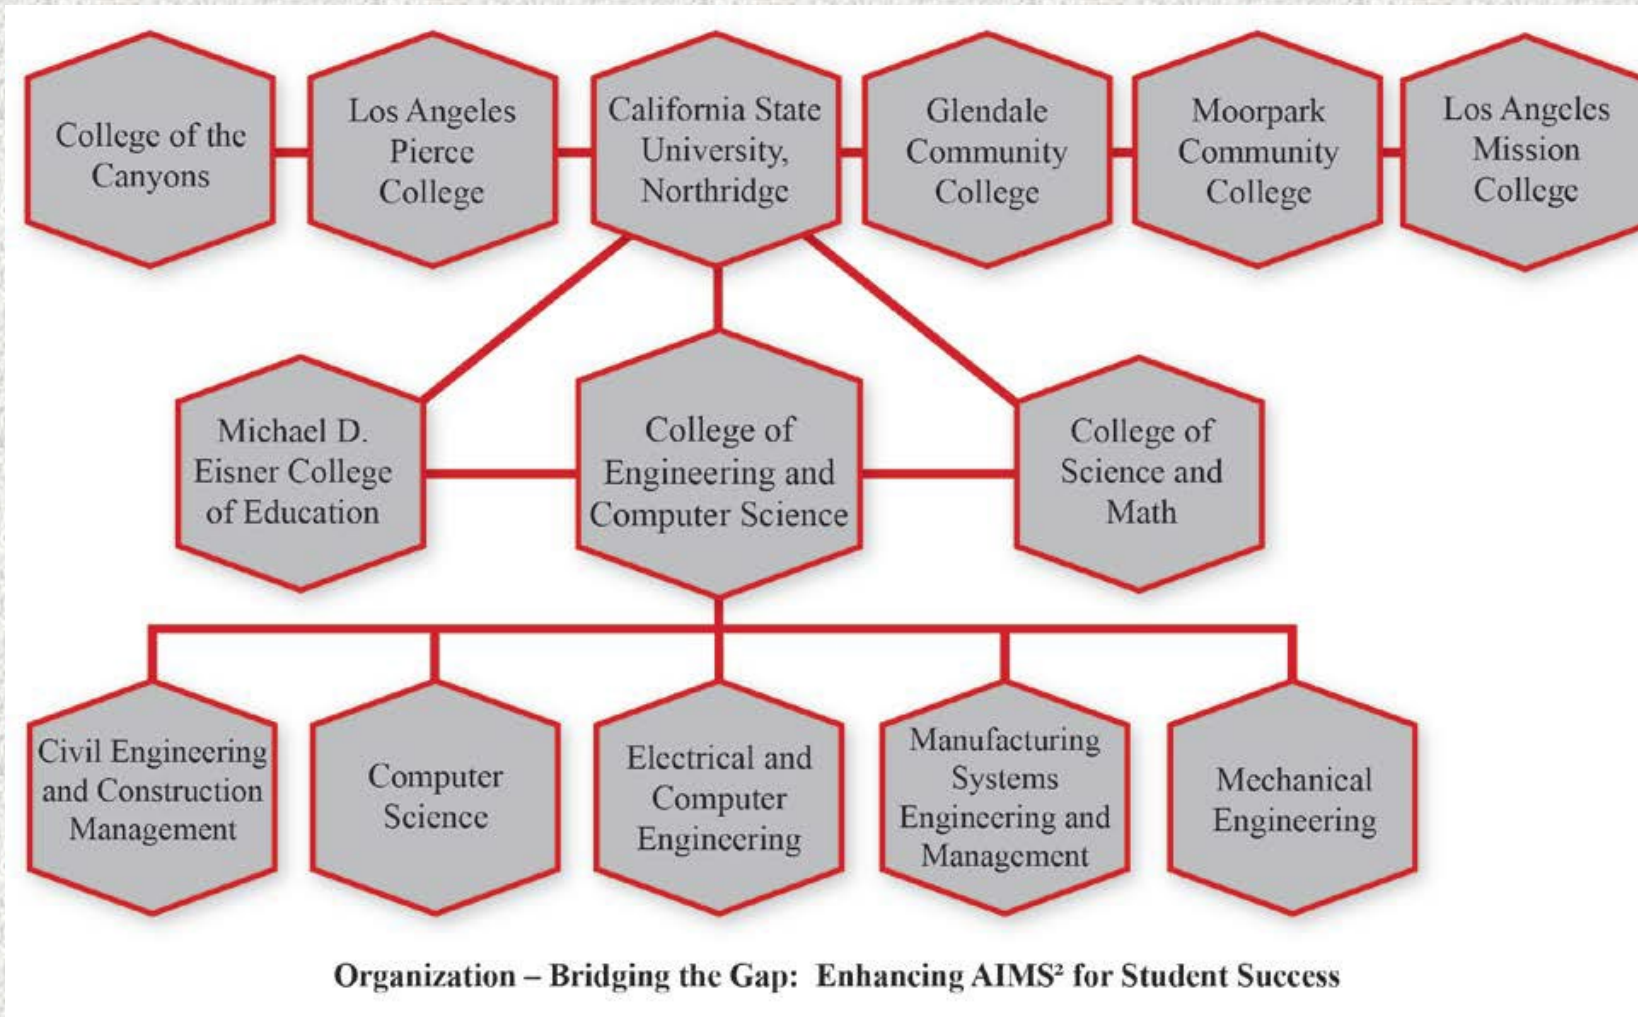 College of the
Canyons
Los Angeles
Pierce
College
California State
University,
Northridge
Glendale
Community
College
Moorpark
Community
College
Los Angeles
Mission
College
Michael D.
Eisner College
of Education
College of
Engineering and
Computer Science
College of
Science and
Math
Civil Engineering
and Construction
Management
Computer
Science
Electrical and
Computer
Engineering
Manufacturing
Systems
Engineering and
Management
Mechanical
Engineering
Organization – Bridging the Gap: Enhancing AIMS² for Student Success